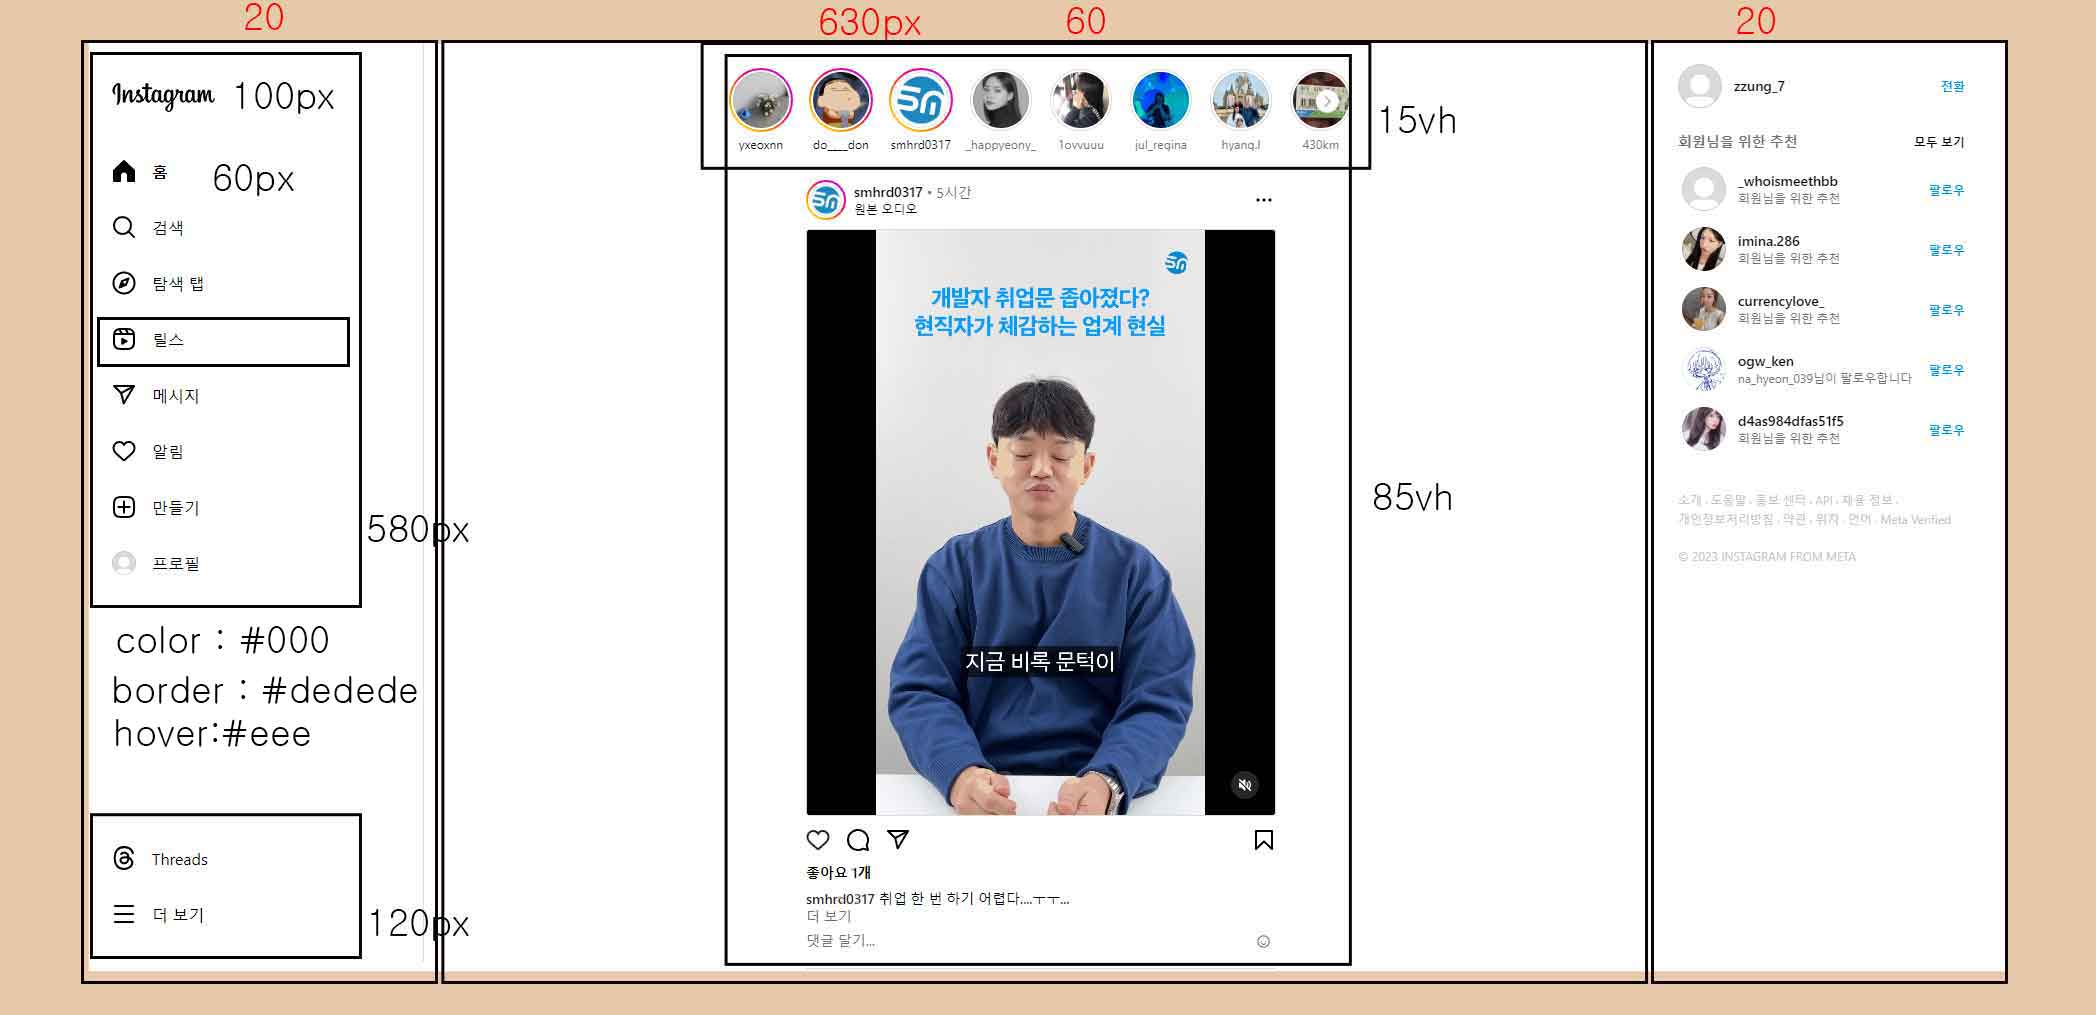 20
630px
60
20
Instagram
100px
홈
60px
검색
탐색 탭
릴스
메시지
알림
만들기
프로필
580px
color : #000
border : #dedede
hover:#eee
Threads
더 보기
120px
yxeoxnn
do____don
smhrd0317
_happyeony_
1ovvuuu
jul_regina
hyanq.l
430km
15vh
smhrd0317 • 5시간
원본 오디오
개발자 취업문 좁아졌다?
현직자가 체감하는 업계 현실
지금 비록 문턱이
85vh
좋아요 1개
smhrd0317 취업 한 번 하기 어렵다....ㅜㅜ...
더 보기
댓글 달기...
zzung_7
전환
회원님을 위한 추천
모두 보기
_whoismeethbb
회원님을 위한 추천
팔로우
imina.286
회원님을 위한 추천
팔로우
currencylove_
회원님을 위한 추천
팔로우
ogw_ken
na_hyeon_039님이 팔로우합니다
팔로우
d4as984dfas51f5
회원님을 위한 추천
팔로우
소개 . 도움말 . 홍보 센터 . API . 채용 정보 .
개인정보처리방침 . 약관 . 위치 . 언어 . Meta Verified
© 2023 INSTAGRAM FROM META